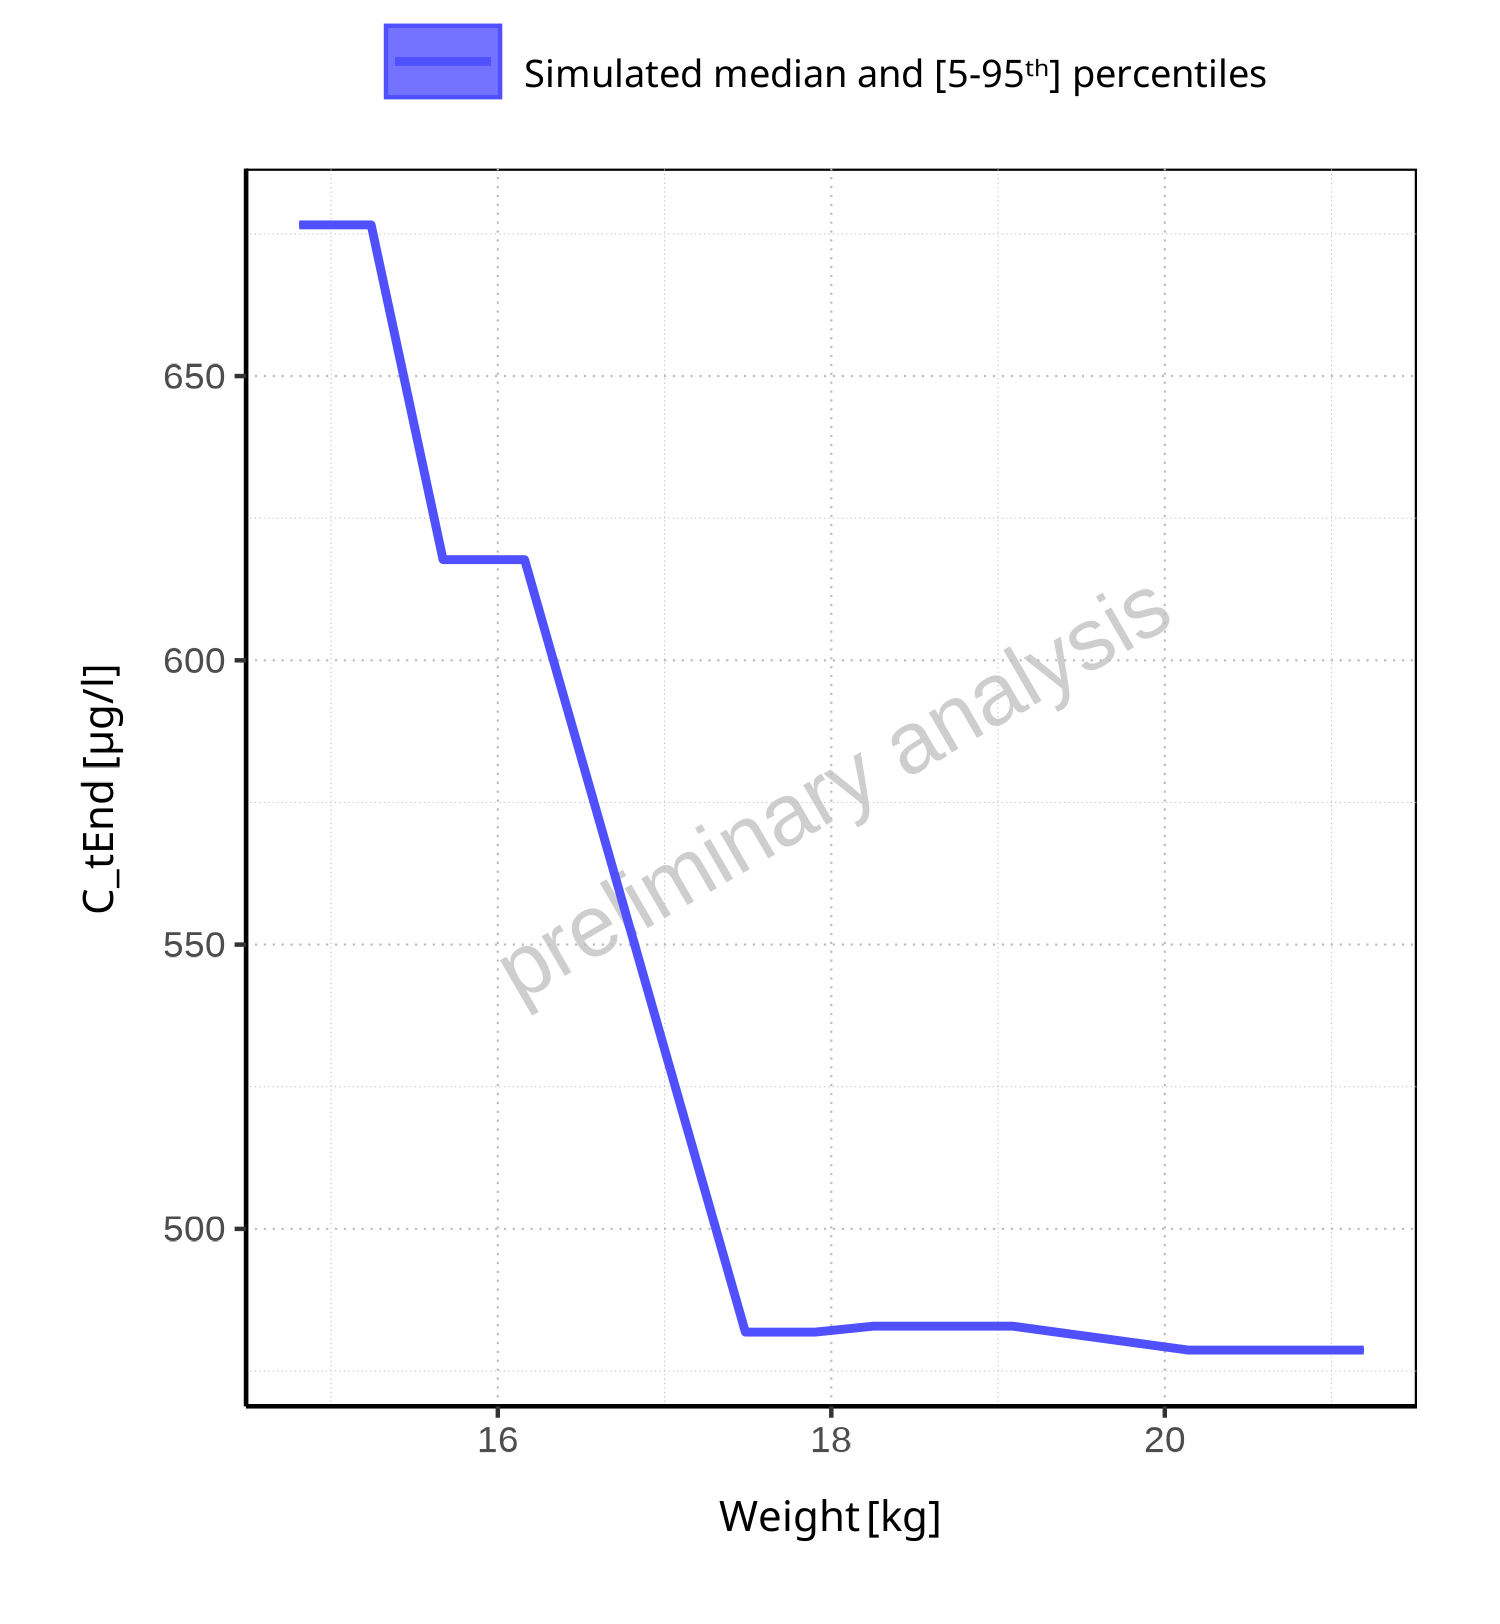 Simulated median and [5-95ᵗʰ] percentiles
650
600
550
500
C_tEnd [µg/l]
preliminary analysis
16 18 20
Weight [kg]